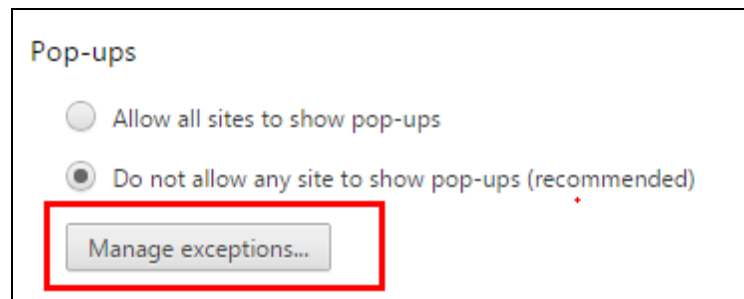 Pop-ups
Allow all sites to show pop-ups
Do not allow any site to show pop-ups (recommended)
Manage exceptions...